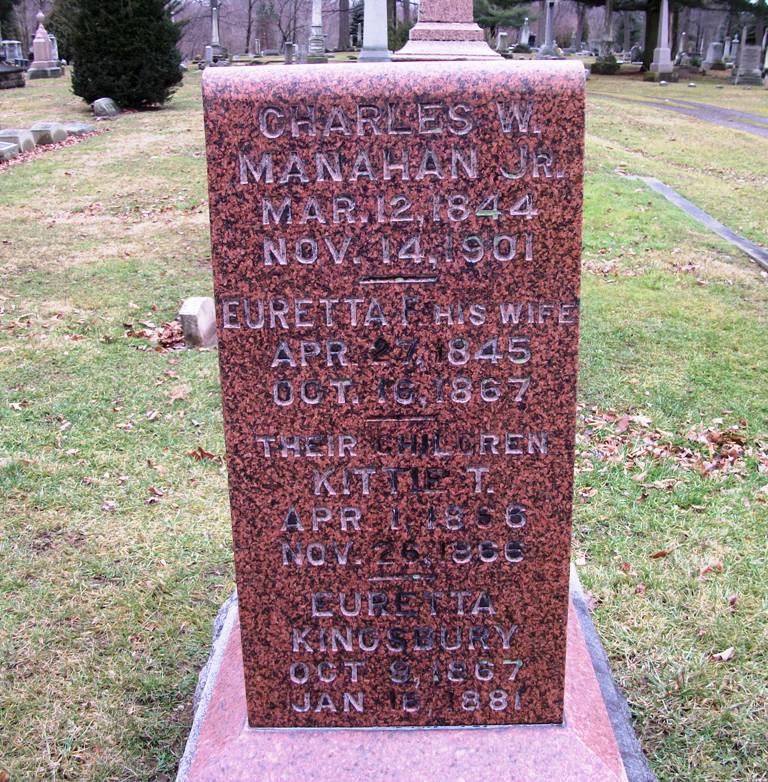 CHARLES W.
MANAHAN JR.
MAR. 12, 1844
NOV. 14, 1901
EURETTA F. HIS WIFE
APR. 27, 1845
OCT. 16, 1867
THEIR CHILDREN
KITTIE T.
APR 1, 1866
NOV. 26, 1866
EURETTA
KINGSBURY
OCT 8, 1867
JAN 1881